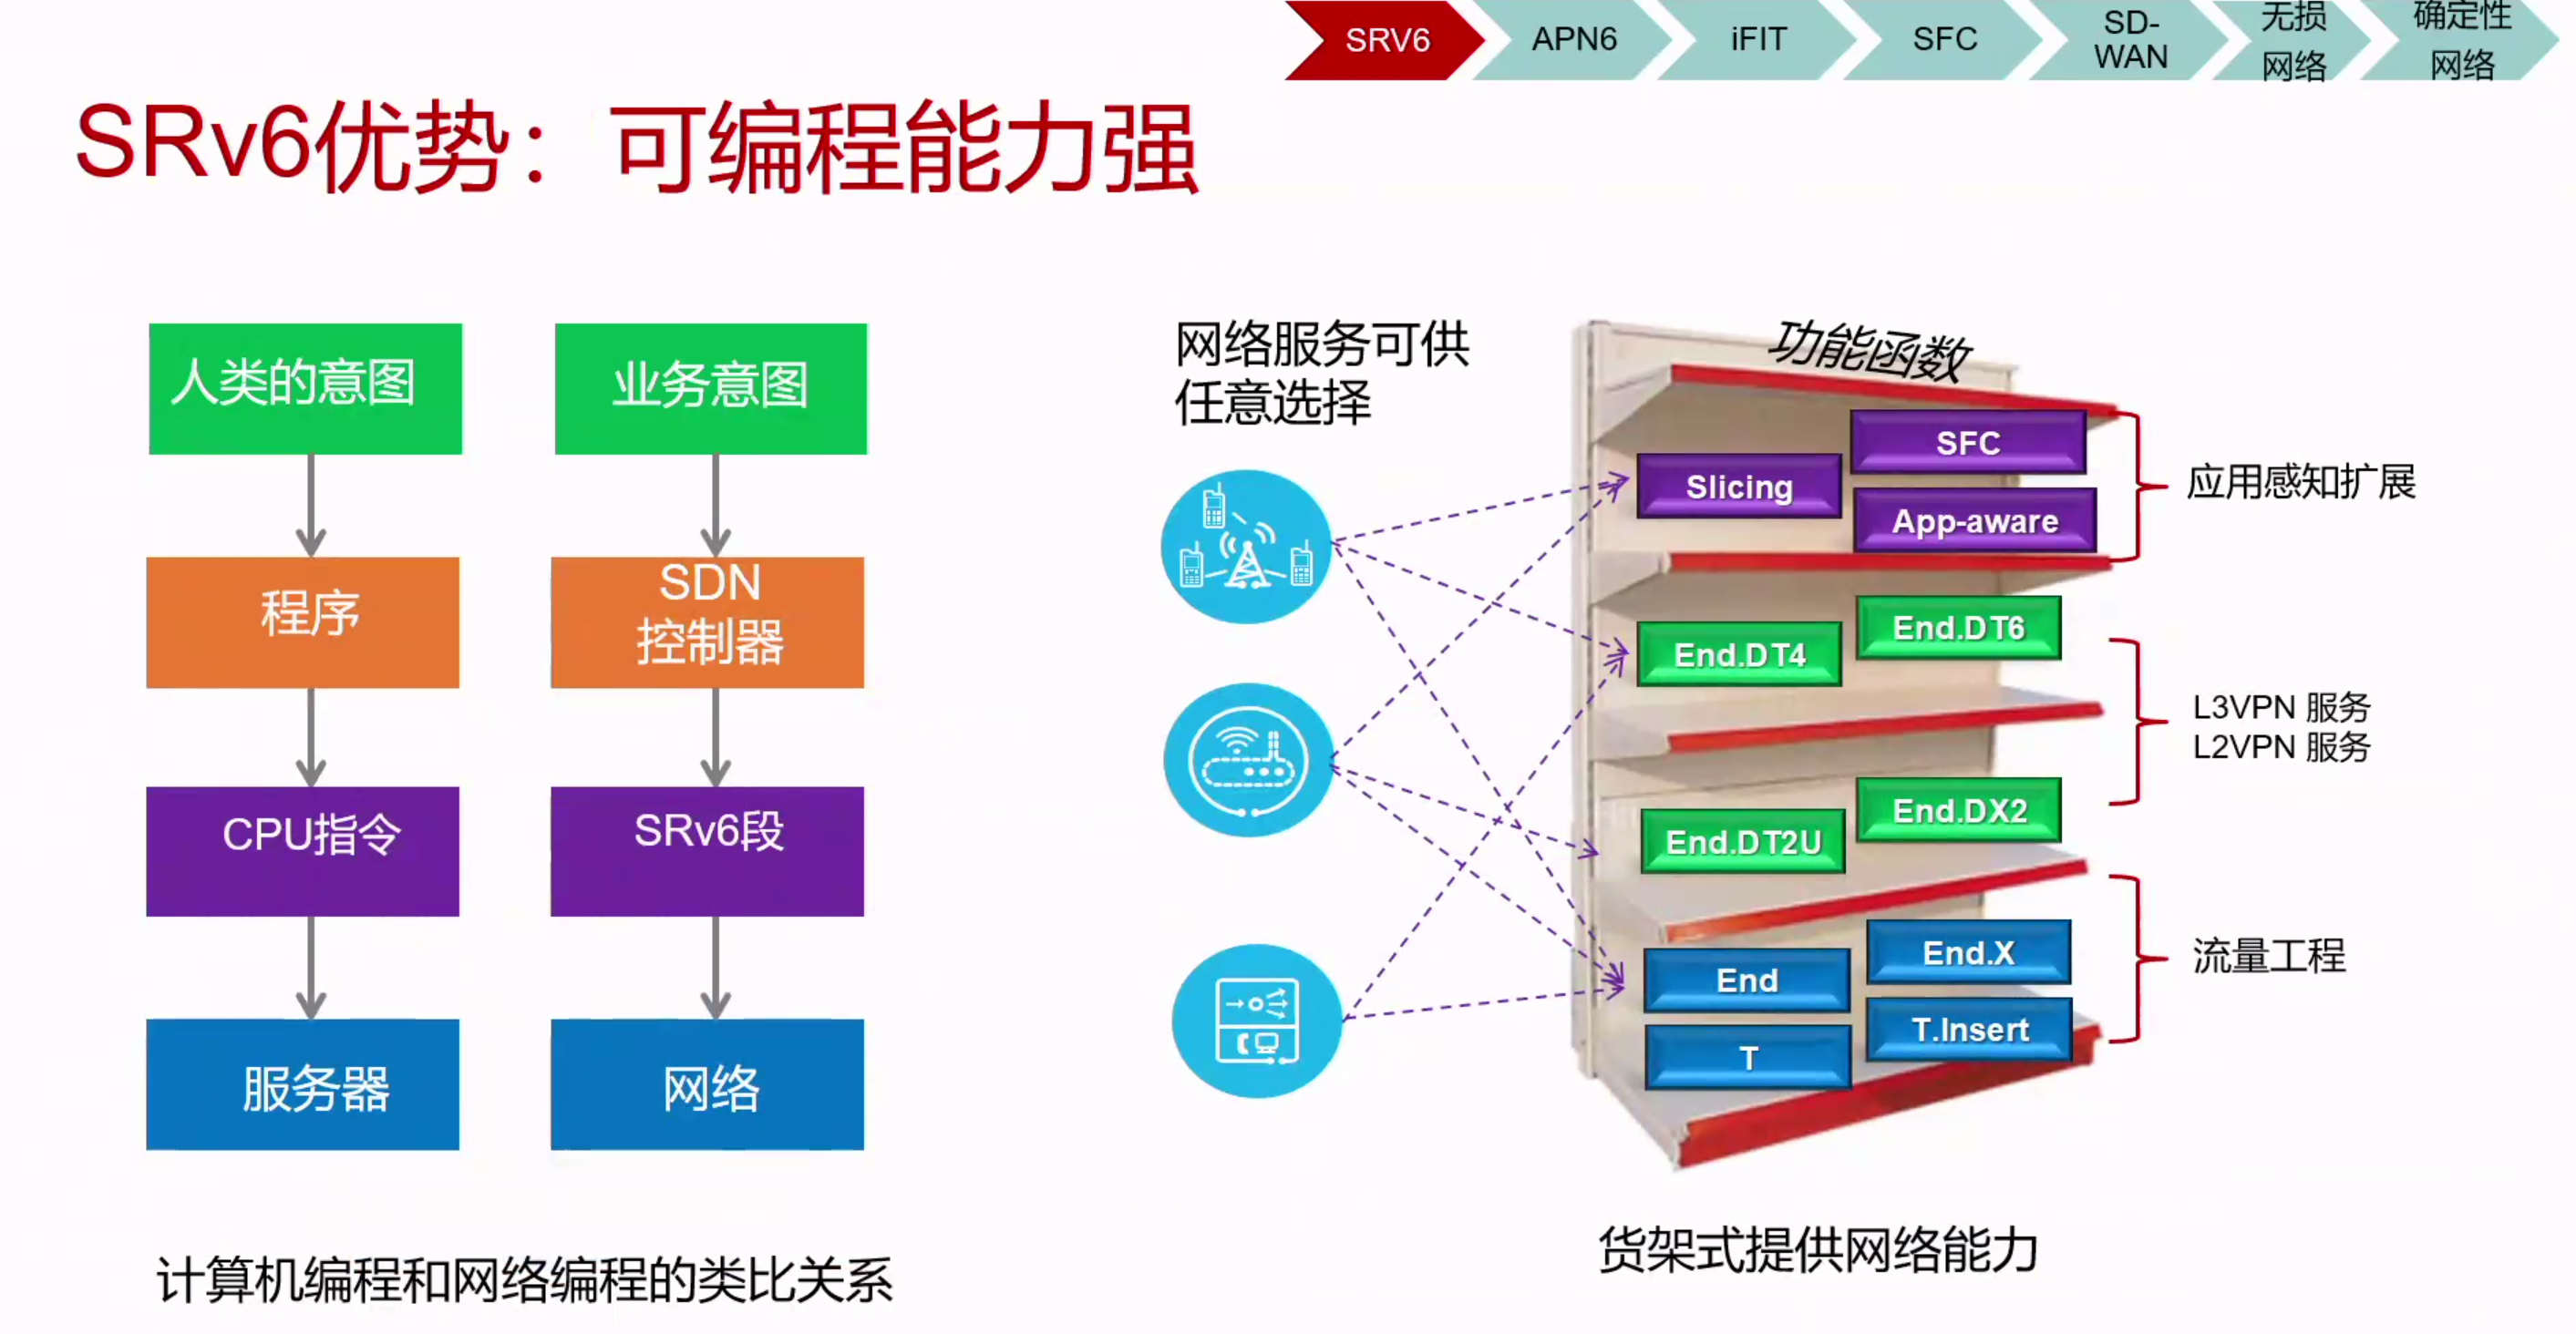 SRV6
APN6
iFIT
SFC
SD-
WAN
无损
网络
确定性
网络
SRv6优势：可编程能力强
人类的意图
程序
CPU指令
服务器
业务意图
SDN
控制器
SRv6段
网络
计算机编程和网络编程的类比关系
网络服务可供
任意选择
功能函数
SFC
Slicing
App-aware
应用感知扩展
End.DT6
End.DT4
End.DX2
End.DT2U
L3VPN 服务
L2VPN 服务
End.X
End
T.Insert
T
流量工程
货架式提供网络能力